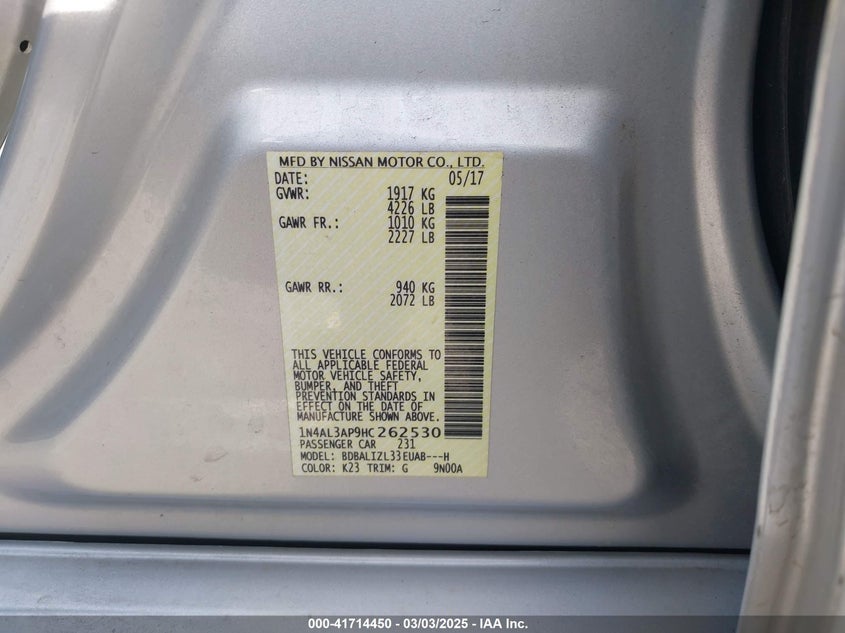 MFD BY NISSAN MOTOR CO., LTD.
DATE: 05/17
GVWR: 1917 KG
4226 LB
GAWR FR.: 1010 KG
2227 LB
GAWR RR.: 940 KG
2072 LB
THIS VEHICLE CONFORMS TO
ALL APPLICABLE FEDERAL
MOTOR VEHICLE SAFETY,
BUMPER, AND THEFT
PREVENTION STANDARDS IN
EFFECT ON THE DATE OF
MANUFACTURE SHOWN ABOVE.
1N4AL3AP9HC262530
PASSENGER CAR 231
MODEL: BDBALIZL33EUAB---H
COLOR: K23 TRIM: G 9N00A
000-41714450 - 03/03/2025 - IAA Inc.